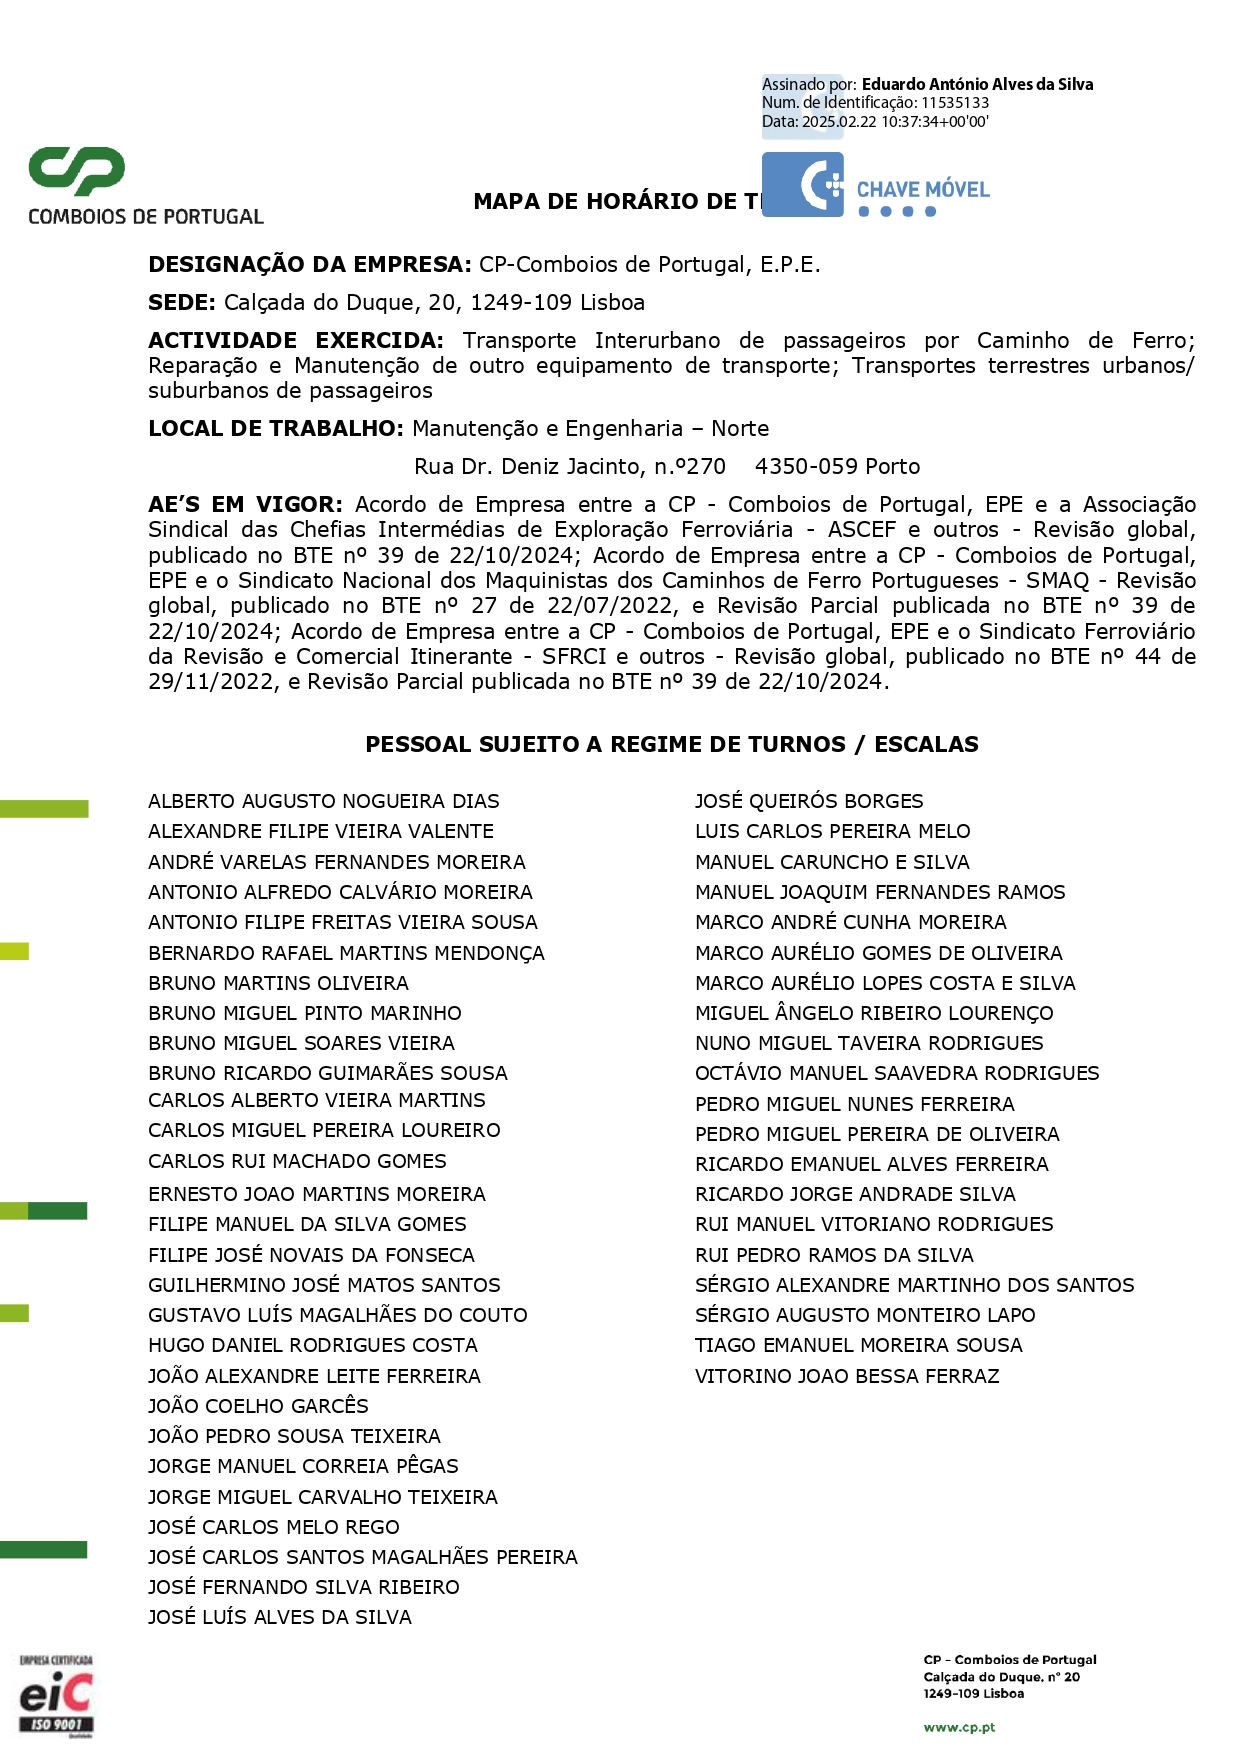 Assinado por: Eduardo António Alves da Silva
Num. de Identificação: 11535133
Data: 2025.02.22 10:37:34+00'00'
CHAVE MÓVEL
COMBOIOS DE PORTUGAL
MAPA DE HORÁRIO DE
DESIGNAÇÃO DA EMPRESA: CP-Comboios de Portugal, E.P.E.
SEDE: Calçada do Duque, 20, 1249-109 Lisboa
ACTIVIDADE EXERCIDA: Transporte Interurbano de passageiros por Caminho de Ferro;
Reparação e Manutenção de outro equipamento de transporte; Transportes terrestres urbanos/
suburbanos de passageiros
LOCAL DE TRABALHO: Manutenção e Engenharia – Norte
Rua Dr. Deniz Jacinto, n.º270 4350-059 Porto
AE’S EM VIGOR: Acordo de Empresa entre a CP - Comboios de Portugal, EPE e a Associação
Sindical das Chefias Intermédias de Exploração Ferroviária - ASCEF e outros - Revisão global,
publicado no BTE nº 39 de 22/10/2024; Acordo de Empresa entre a CP - Comboios de Portugal,
EPE e o Sindicato Nacional dos Maquinistas dos Caminhos de Ferro Portugueses - SMAQ - Revisão
global, publicado no BTE nº 27 de 22/07/2022, e Revisão Parcial publicada no BTE nº 39 de
22/10/2024; Acordo de Empresa entre a CP - Comboios de Portugal, EPE e o Sindicato Ferroviário
da Revisão e Comercial Itinerante - SFRCI e outros - Revisão global, publicado no BTE nº 44 de
29/11/2022, e Revisão Parcial publicada no BTE nº 39 de 22/10/2024.
PESSOAL SUJEITO A REGIME DE TURNOS / ESCALAS
ALBERTO AUGUSTO NOGUEIRA DIAS
ALEXANDRE FILIPE VIEIRA VALENTE
ANDRÉ VARELAS FERNANDES MOREIRA
ANTONIO ALFREDO CALVÁRIO MOREIRA
ANTONIO FILIPE FREITAS VIEIRA SOUSA
BERNARDO RAFAEL MARTINS MENDONÇA
BRUNO MARTINS OLIVEIRA
BRUNO MIGUEL PINTO MARINHO
BRUNO MIGUEL SOARES VIEIRA
BRUNO RICARDO GUIMARÃES SOUSA
CARLOS ALBERTO VIEIRA MARTINS
CARLOS MIGUEL PEREIRA LOUREIRO
CARLOS RUI MACHADO GOMES
ERNESTO JOAO MARTINS MOREIRA
FILIPE MANUEL DA SILVA GOMES
FILIPE JOSÉ NOVAIS DA FONSECA
GUILHERMINO JOSÉ MATOS SANTOS
GUSTAVO LUÍS MAGALHÃES DO COUTO
HUGO DANIEL RODRIGUES COSTA
JOÃO ALEXANDRE LEITE FERREIRA
JOÃO COELHO GARCÊS
JOÃO PEDRO SOUSA TEIXEIRA
JORGE MANUEL CORREIA PÊGAS
JORGE MIGUEL CARVALHO TEIXEIRA
JOSÉ CARLOS MELO REGO
JOSÉ CARLOS SANTOS MAGALHÃES PEREIRA
JOSÉ FERNANDO SILVA RIBEIRO
JOSÉ LUÍS ALVES DA SILVA
JOSÉ QUEIRÓS BORGES
LUIS CARLOS PEREIRA MELO
MANUEL CARUNCHO E SILVA
MANUEL JOAQUIM FERNANDES RAMOS
MARCO ANDRÉ CUNHA MOREIRA
MARCO AURÉLIO GOMES DE OLIVEIRA
MARCO AURÉLIO LOPES COSTA E SILVA
MIGUEL ÂNGELO RIBEIRO LOURENÇO
NUNO MIGUEL TAVEIRA RODRIGUES
OCTÁVIO MANUEL SAAVEDRA RODRIGUES
PEDRO MIGUEL NUNES FERREIRA
PEDRO MIGUEL PEREIRA DE OLIVEIRA
RICARDO EMANUEL ALVES FERREIRA
RICARDO JORGE ANDRADE SILVA
RUI MANUEL VITORIANO RODRIGUES
RUI PEDRO RAMOS DA SILVA
SÉRGIO ALEXANDRE MARTINHO DOS SANTOS
SÉRGIO AUGUSTO MONTEIRO LAPO
TIAGO EMANUEL MOREIRA SOUSA
VITORINO JOAO BESSA FERRAZ
EMPRESA CERTIFICADA
eiC
ISO 9001
CP – Comboios de Portugal
Calçada do Duque, nº 20
1249–109 Lisboa
www.cp.pt